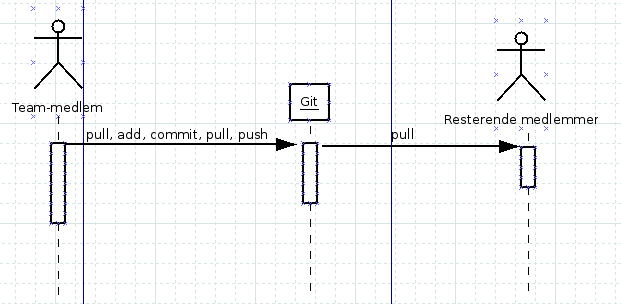 Team-medlem
Git
Resterende medlemmer
pull, add, commit, pull, push
pull